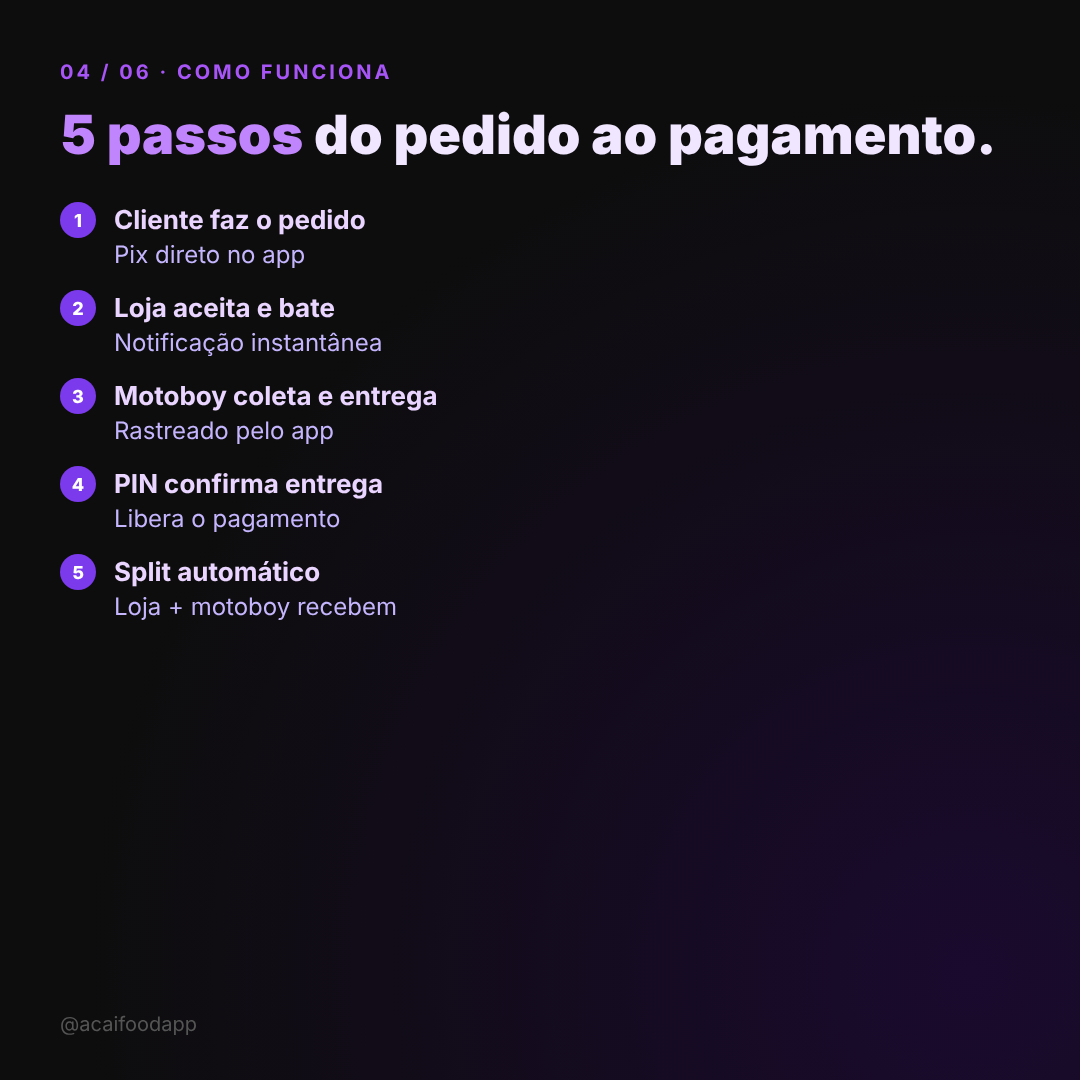 04 / 06 · COMO FUNCIONA
5 passos do pedido ao pagamento.
1 Cliente faz o pedido
Pix direto no app
2 Loja aceita e bate
Notificação instantânea
3 Motoboy coleta e entrega
Rastreado pelo app
4 PIN confirma entrega
Libera o pagamento
5 Split automático
Loja + motoboy recebem
@acaifoodapp